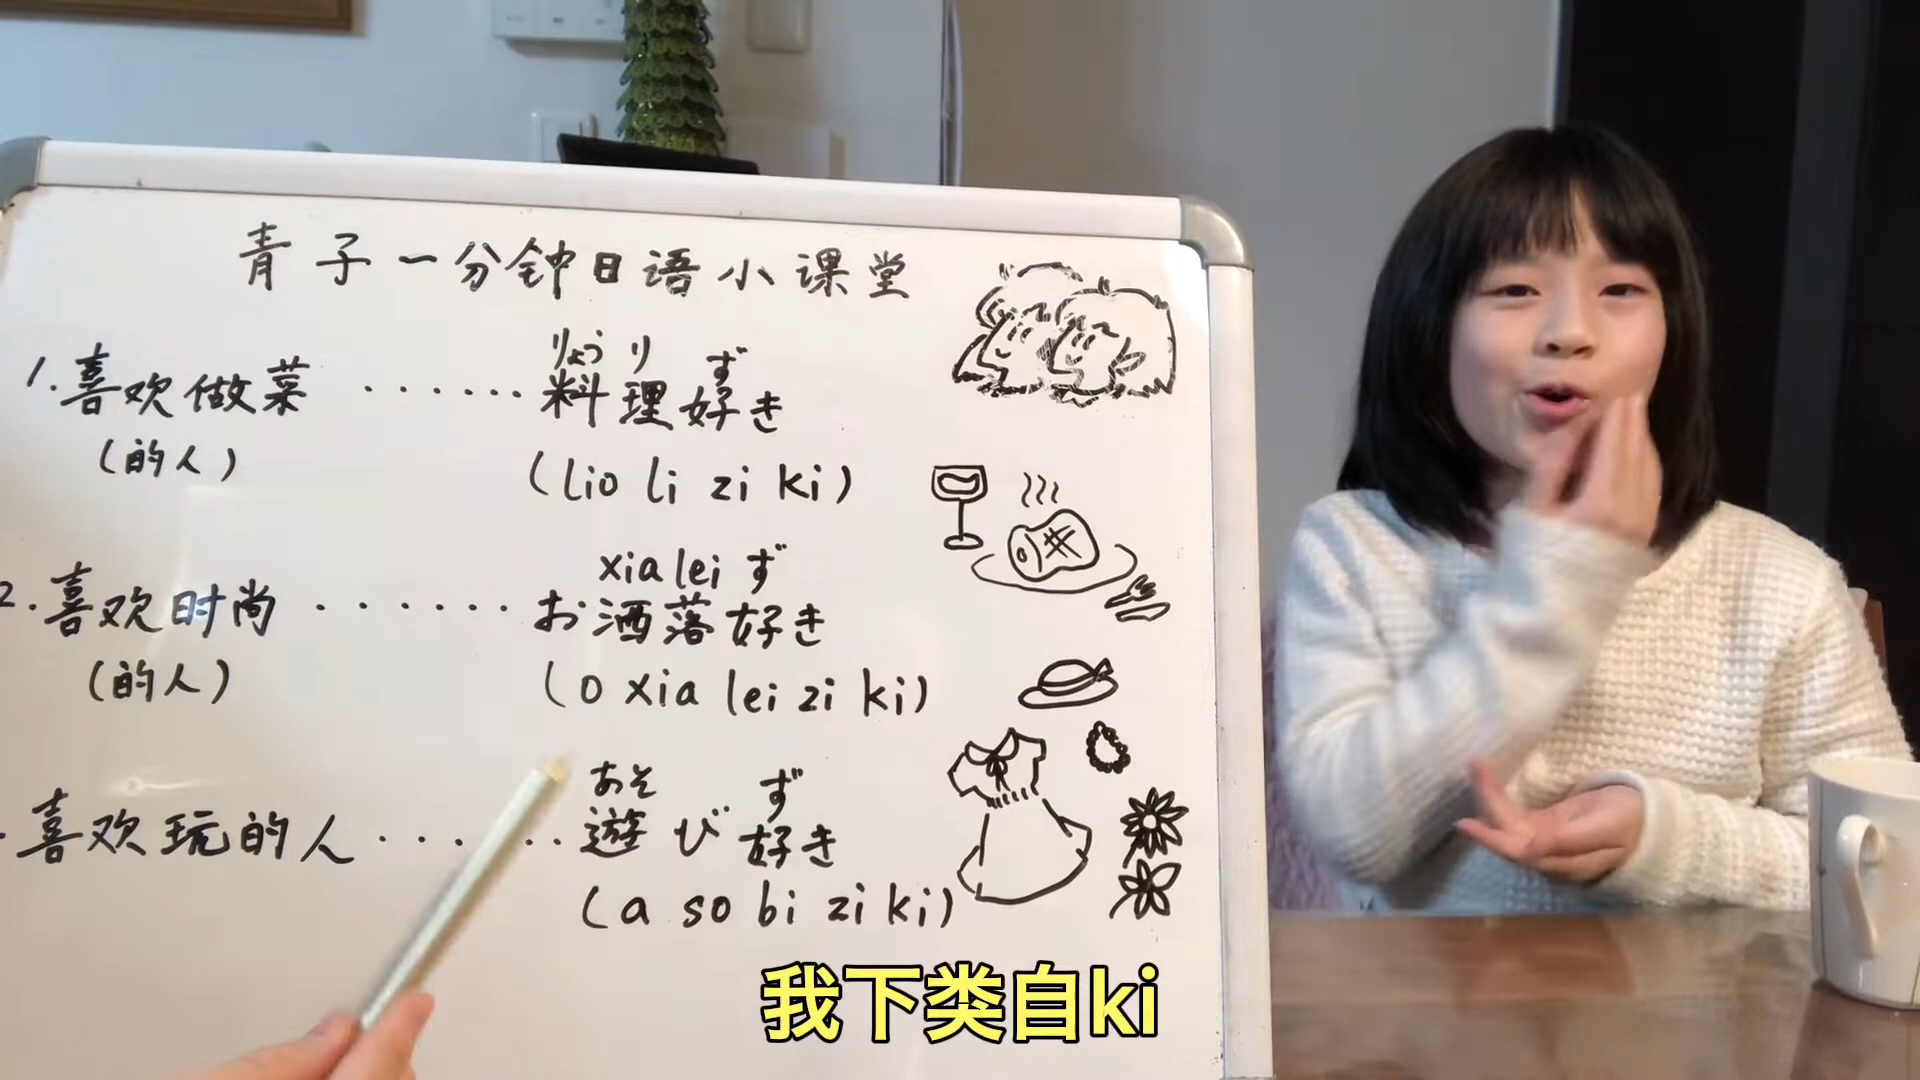 青子一分钟日语小课堂
りょうり ず
1.喜欢做菜 ······ 料理好き
(的人) (lio li zi ki)
xia lei ず
2.喜欢时尚 ······ お洒落好き
(的人) (o xia lei zi ki)
あそ ず
.喜欢玩的人 ······ 遊び好き
(a so bi zi ki)
我下类自ki